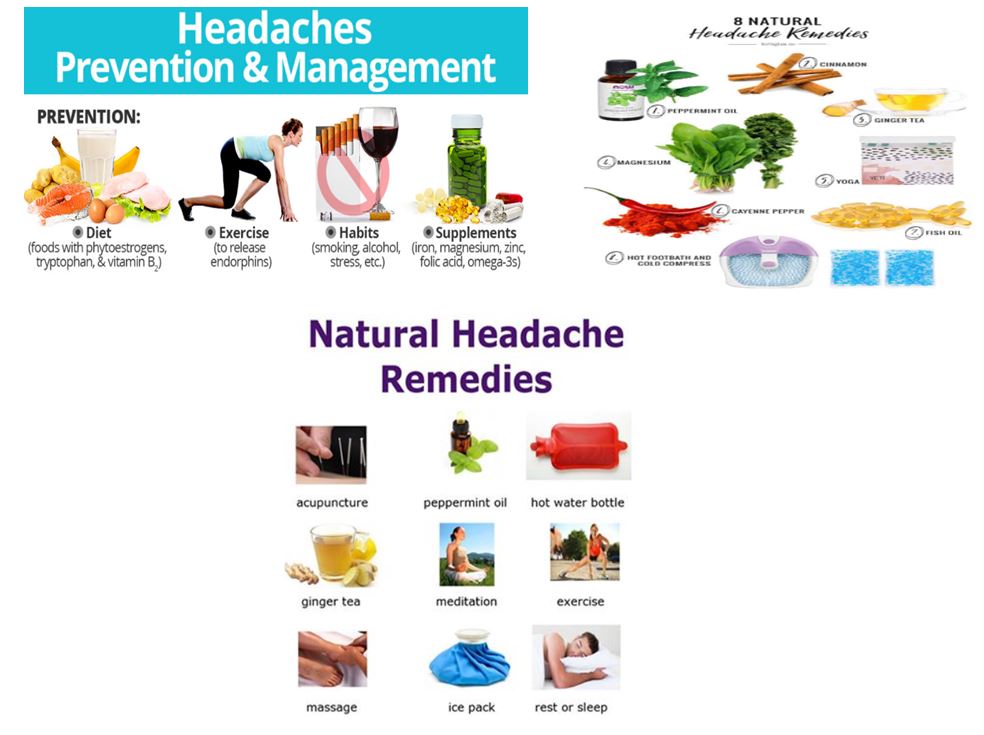 Headaches
Prevention & Management
PREVENTION:
Diet
(foods with phytoestrogens,
tryptophan, & vitamin B2)
Exercise
(to release
endorphins)
Habits
(smoking, alcohol,
stress, etc.)
Supplements
(iron, magnesium, zinc,
folic acid, omega-3s)
8 NATURAL
Headache Remedies
NOW
1. PEPPERMINT OIL
2. CINNAMON
3. GINGER TEA
4. MAGNESIUM
5. YOGA
YETI
6. CAYENNE PEPPER
7. FISH OIL
8. HOT FOOTBATH AND
COLD COMPRESS
Natural Headache
Remedies
acupuncture
peppermint oil
hot water bottle
ginger tea
meditation
exercise
massage
ice pack
rest or sleep